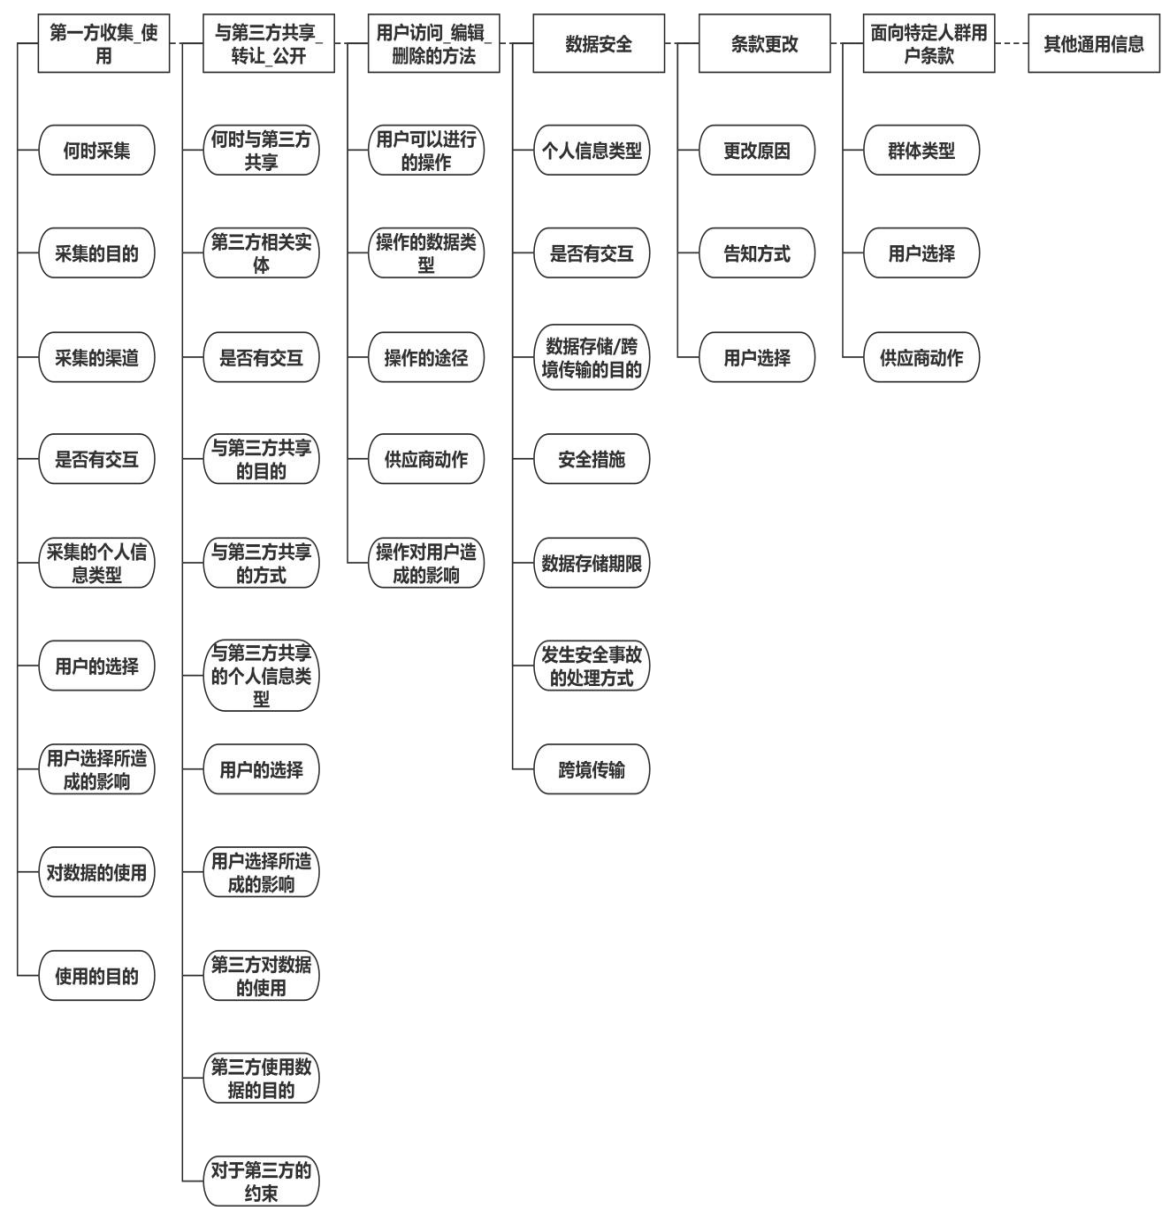 第一方收集_使
用
何时采集
采集的目的
采集的渠道
是否有交互
采集的个人信
息类型
用户的选择
用户选择所造
成的影响
对数据的使用
使用的目的
与第三方共享_
转让_公开
何时与第三方
共享
第三方相关实
体
是否有交互
与第三方共享
的目的
与第三方共享
的方式
与第三方共享
的个人信息类
型
用户的选择
用户选择所造
成的影响
第三方对数据
的使用
第三方使用数
据的目的
对于第三方的
约束
用户访问_编辑_
删除的方法
用户可以进行
的操作
操作的数据类
型
操作的途径
供应商动作
操作对用户造
成的影响
数据安全
个人信息类型
是否有交互
数据存储/跨
境传输的目的
安全措施
数据存储期限
发生安全事故
的处理方式
跨境传输
条款更改
更改原因
告知方式
用户选择
面向特定人群用
户条款
群体类型
用户选择
供应商动作
其他通用信息